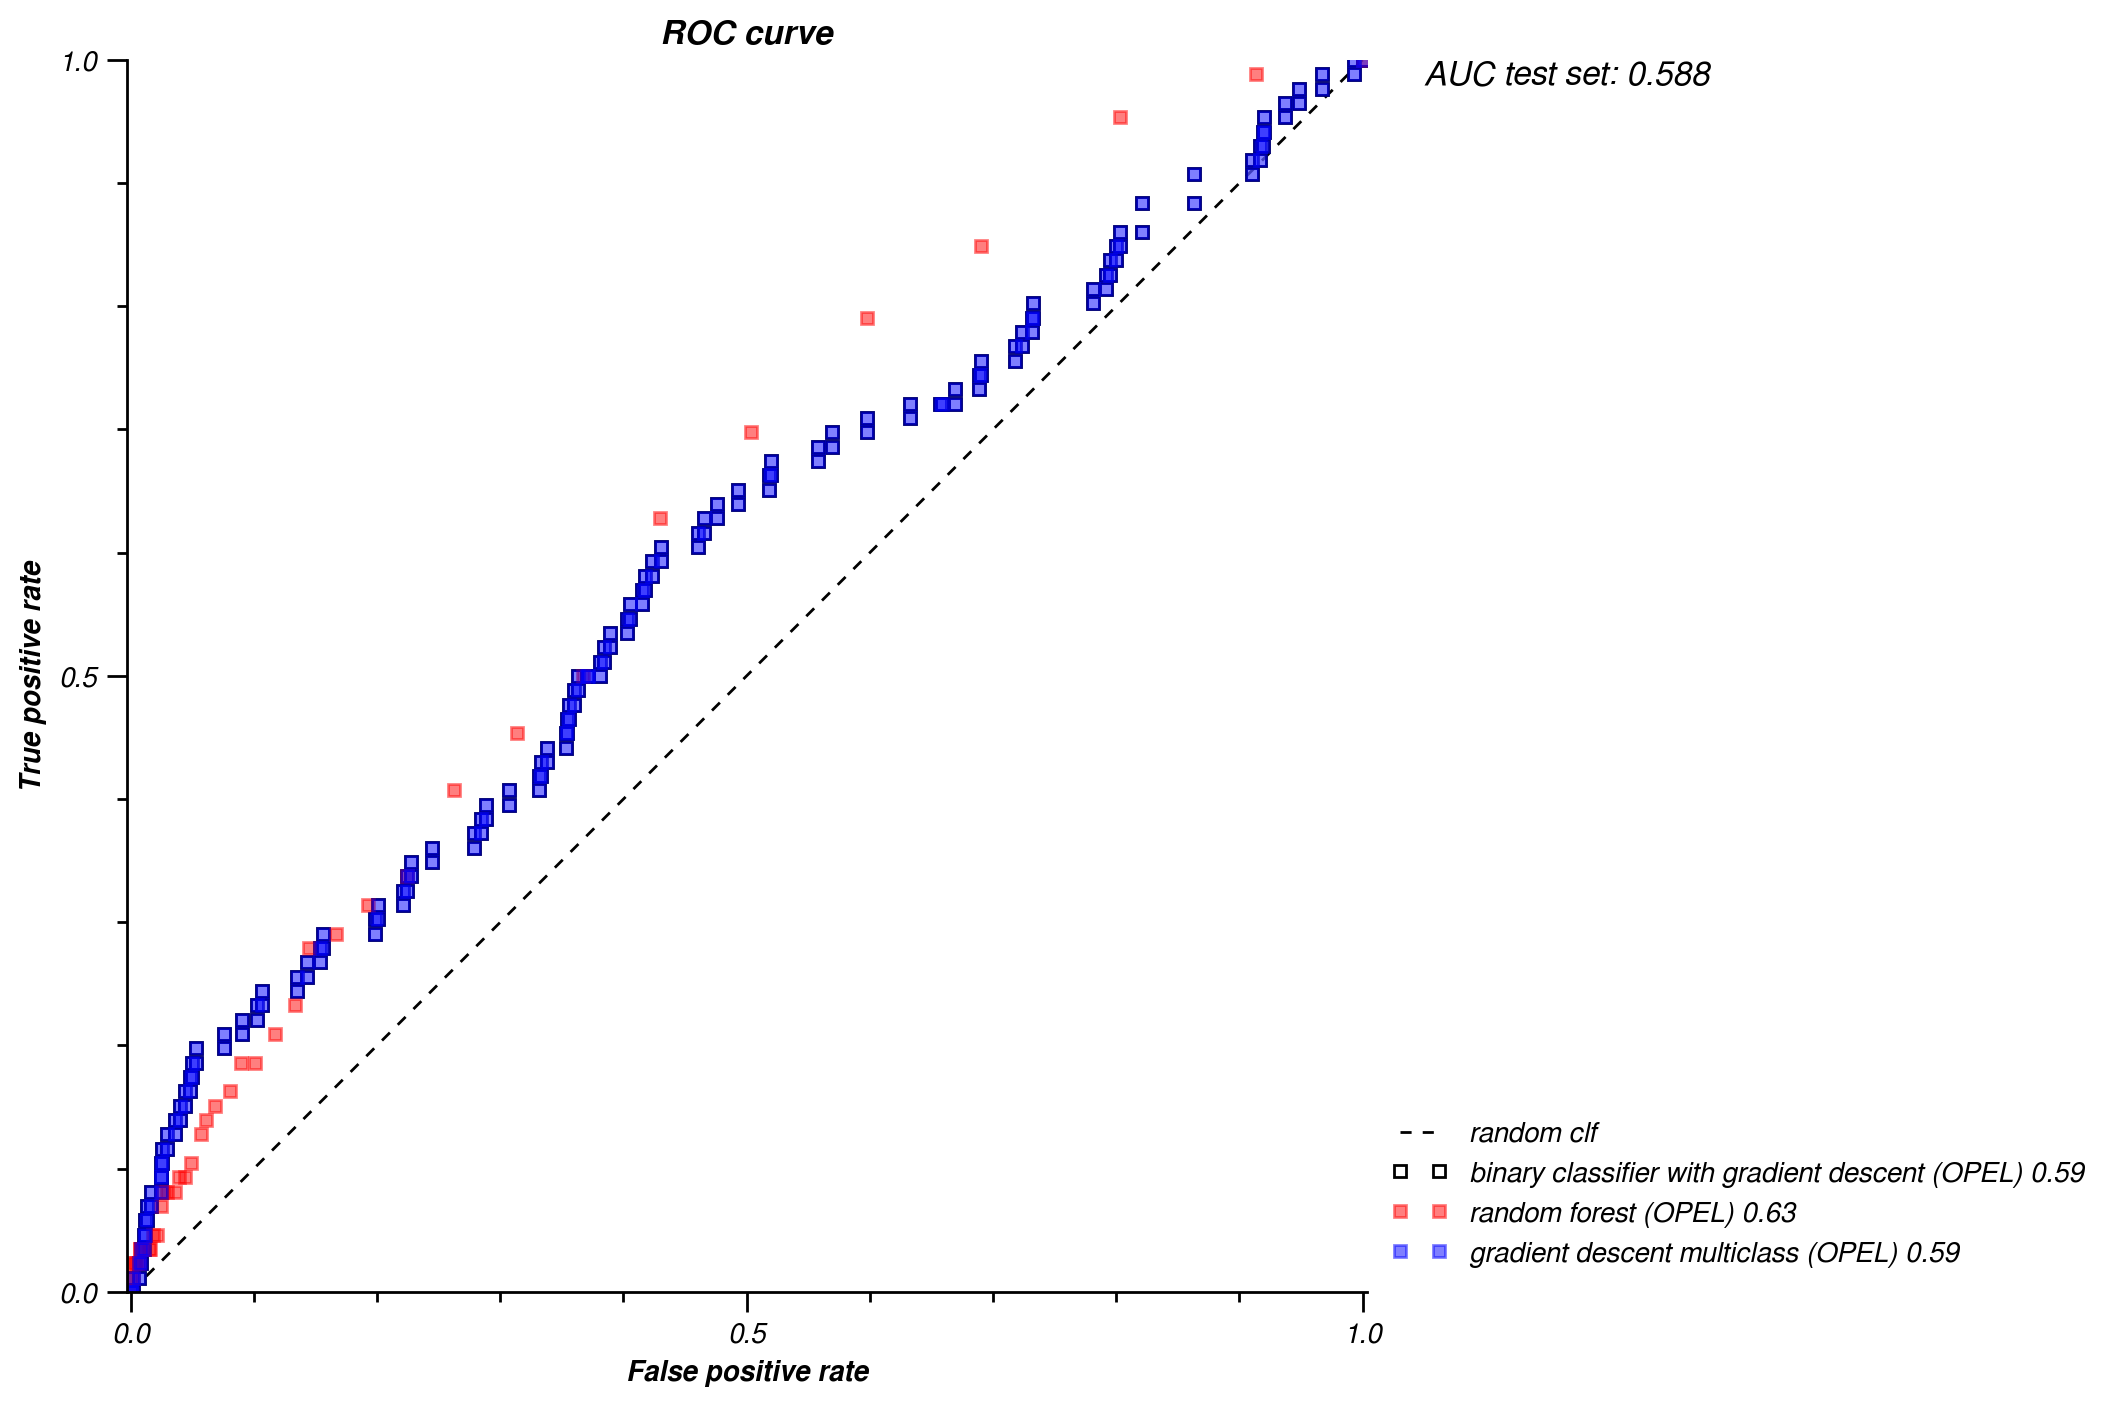 ROC curve
AUC test set: 0.588
1.0
0.5
0.0
True positive rate
0.0
0.5
1.0
False positive rate
random clf
binary classifier with gradient descent (OPEL) 0.59
random forest (OPEL) 0.63
gradient descent multiclass (OPEL) 0.59